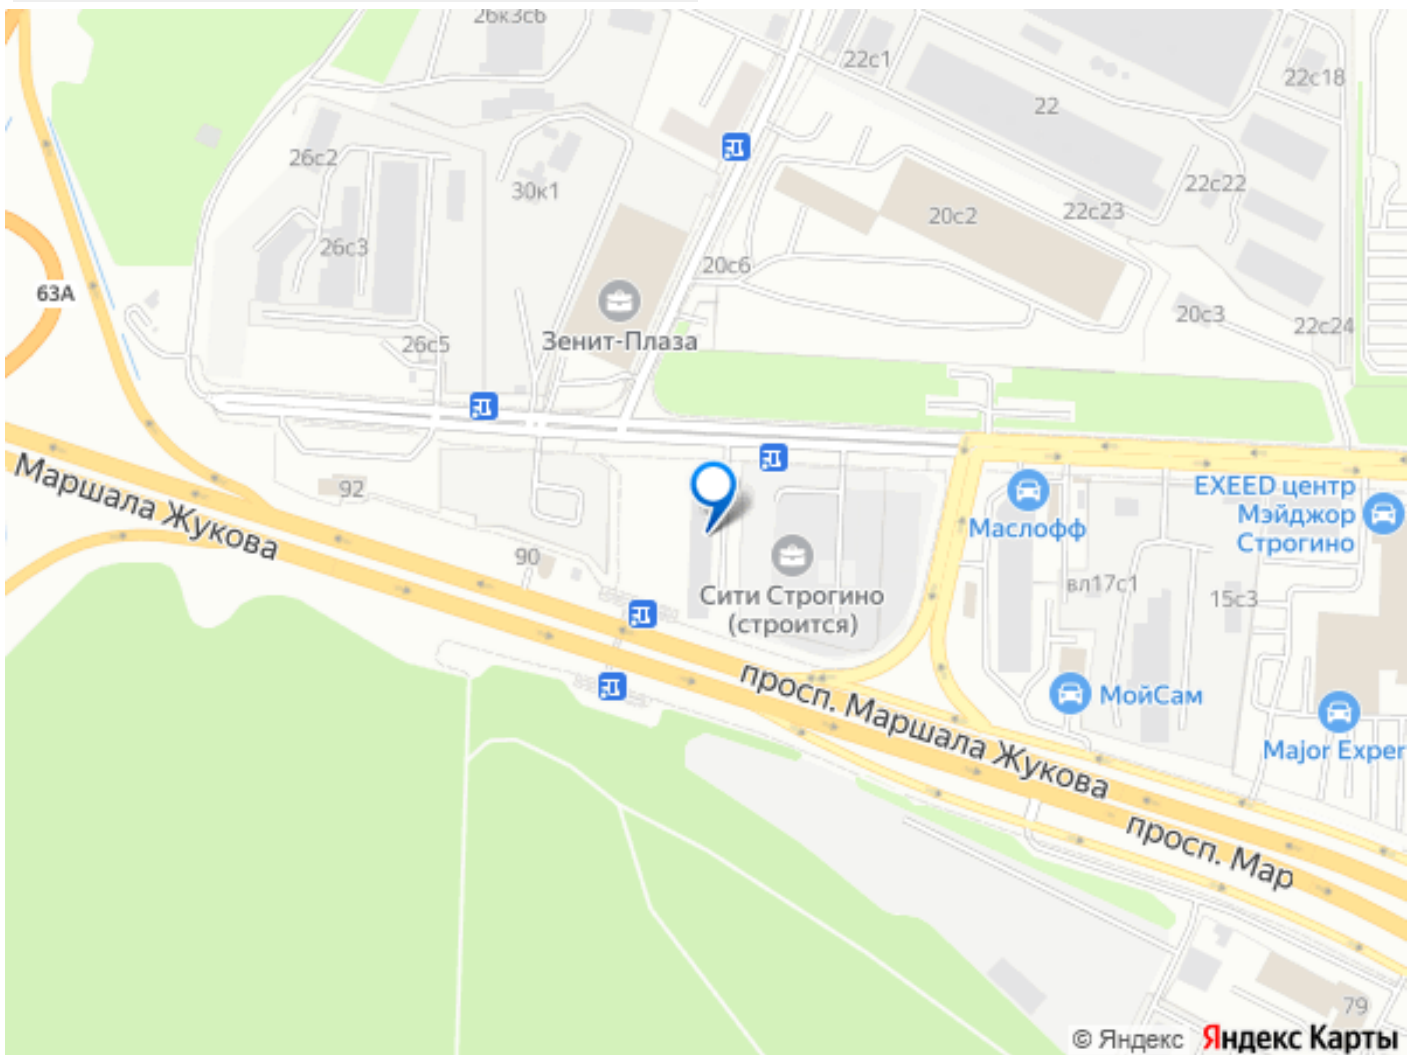 26к3с6
22с1
22с18
22
26с2
30к1
22с22
22с23
20с2
26с3
20с6
63А
20с3
22с24
Зенит-Плаза
26с5
92
Маршала Жукова
EXEED центр
Мэйджор
Строгино
Маслофф
90
вл17с1
15с3
Сити Строгино
(строится)
просп. Маршала Жукова
МойСам
Major Exper
просп. Мар
79
© Яндекс Яндекс Карты